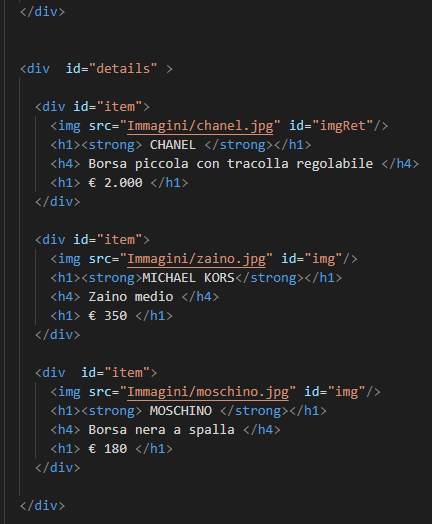 </div>
<div  id="details" >
<div id="item">
<img src="Immagini/chanel.jpg" id="imgRet"/>
<h1><strong> CHANEL </strong></h1>
<h4> Borsa piccola con tracolla regolabile </h4>
<h1> € 2.000 </h1>
</div>
<div id="item">
<img src="Immagini/zaino.jpg" id="img"/>
<h1><strong>MICHAEL KORS</strong></h1>
<h4> Zaino medio </h4>
<h1> € 350 </h1>
</div>
<div  id="item">
<img src="Immagini/moschino.jpg" id="img"/>
<h1><strong> MOSCHINO </strong></h1>
<h4> Borsa nera a spalla </h4>
<h1> € 180 </h1>
</div>
</div>